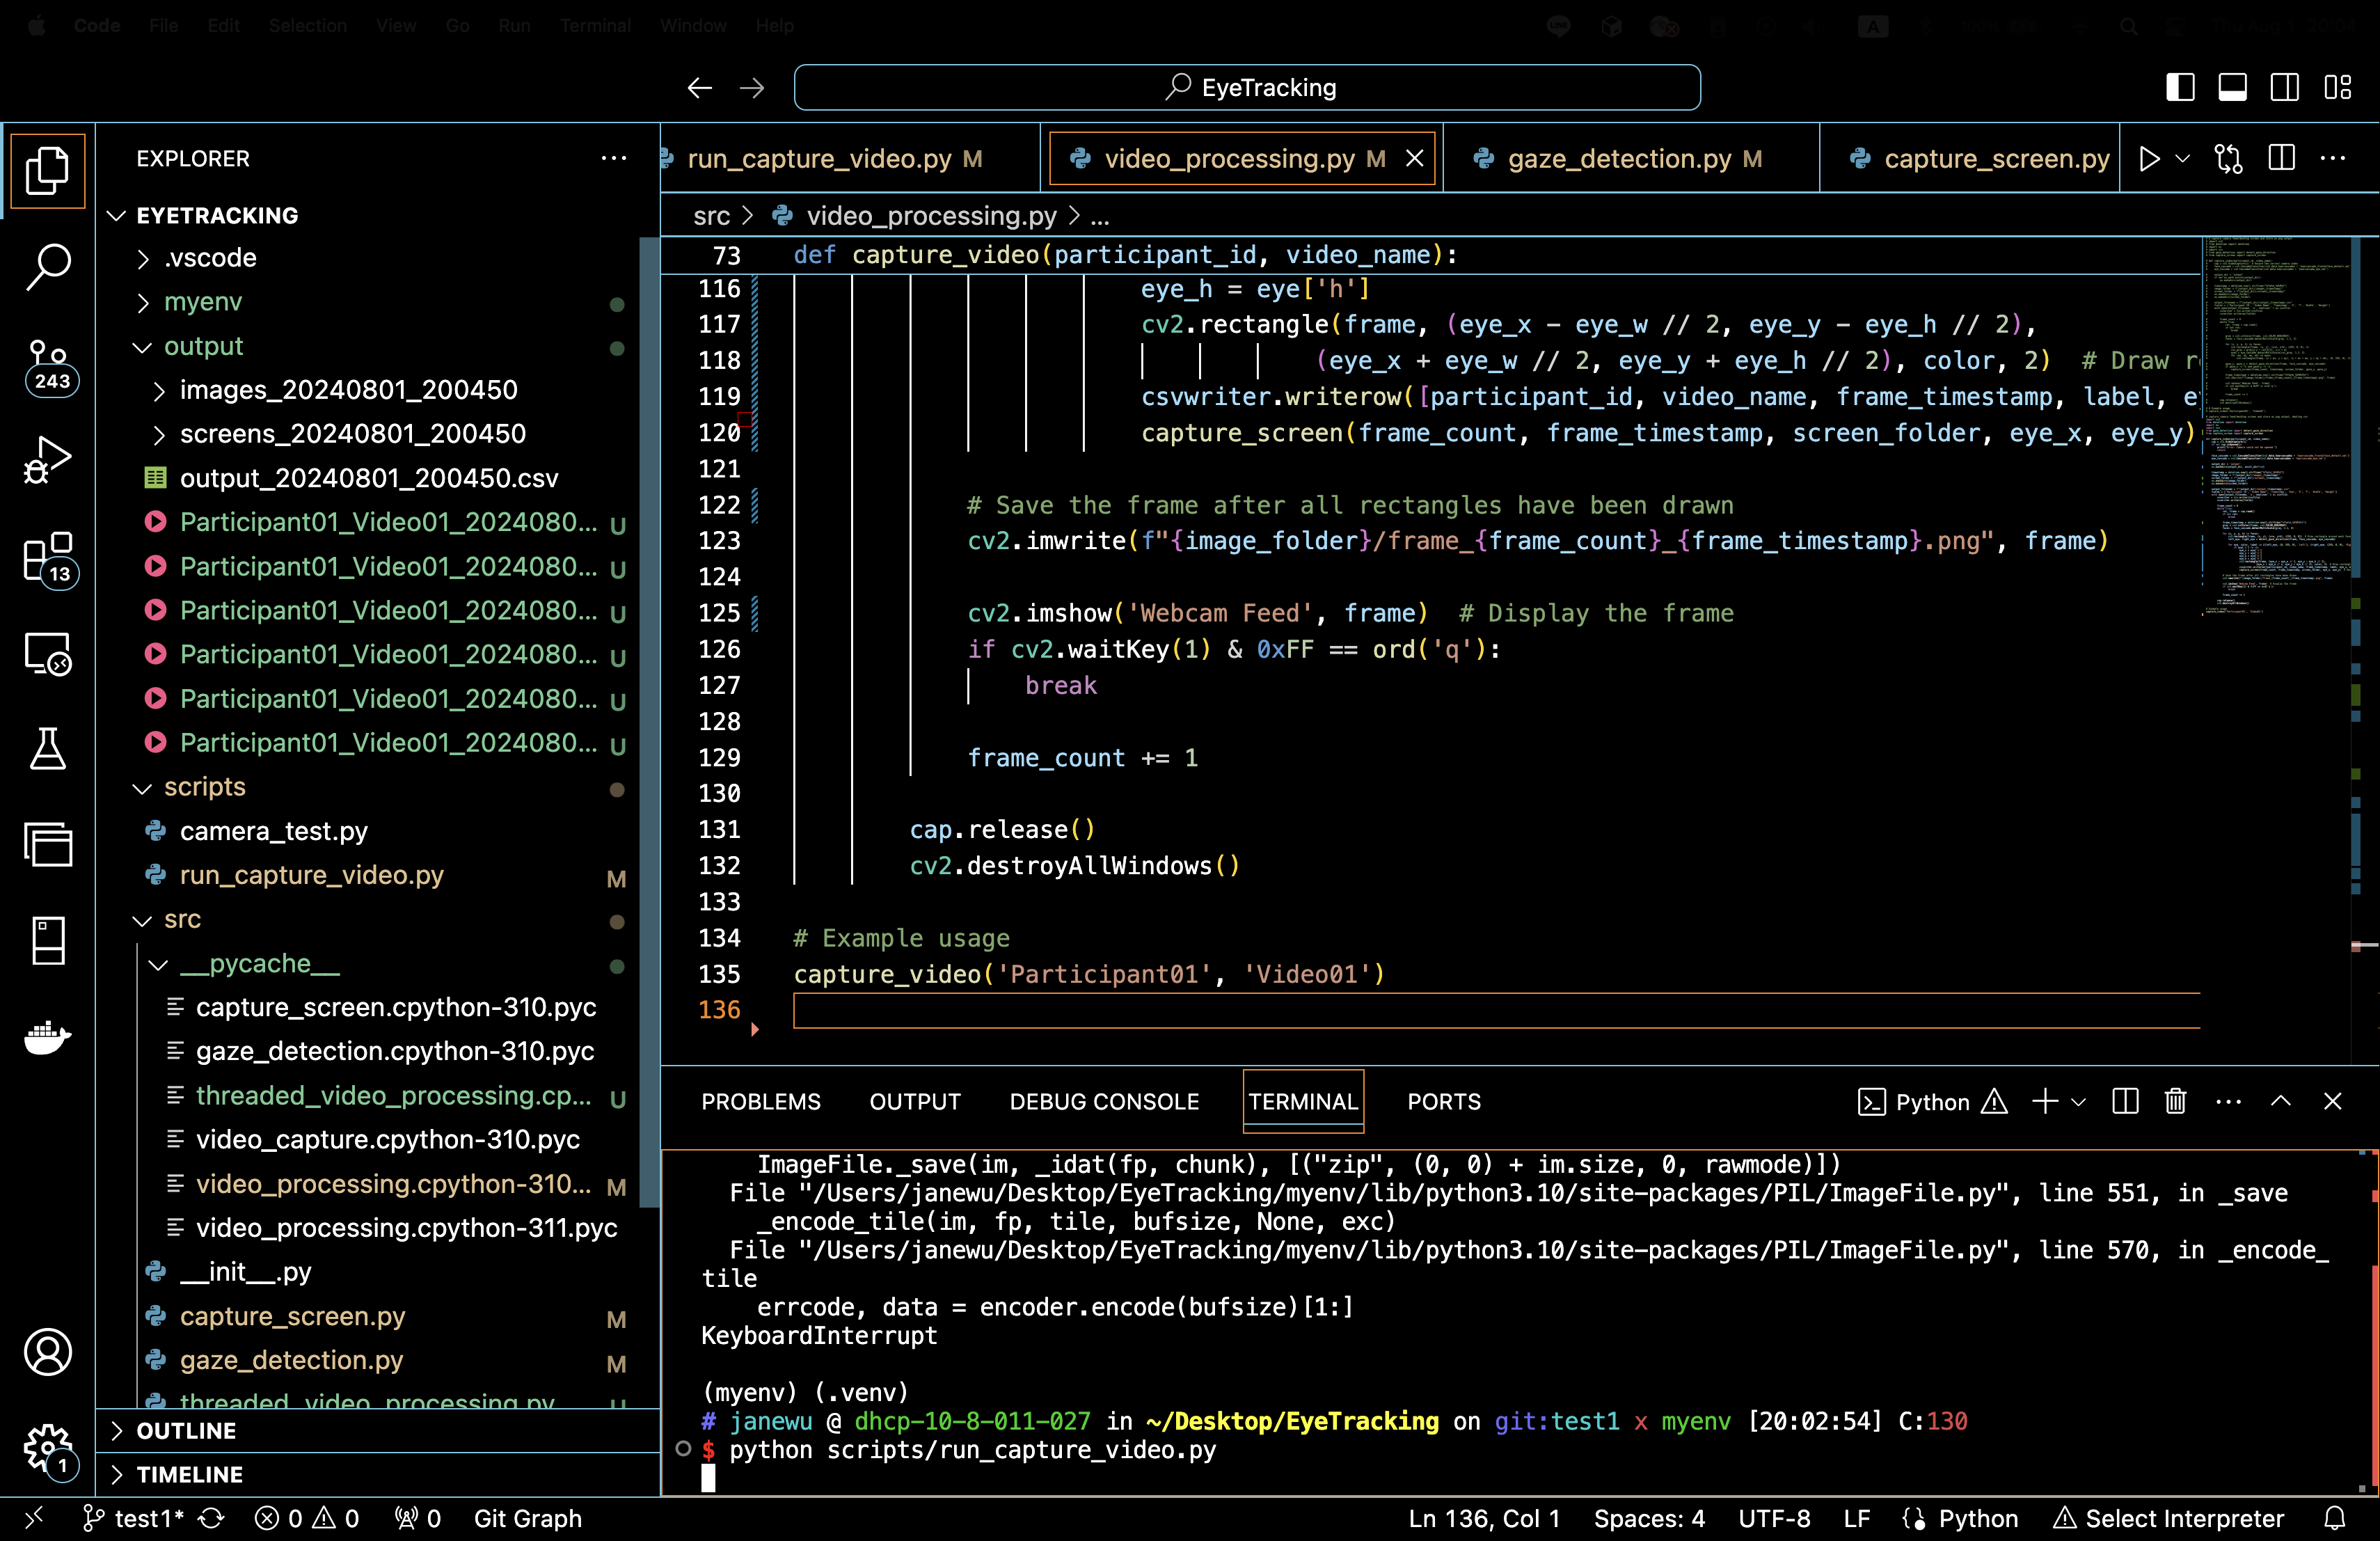 Code File Edit Selection View Go Run Terminal Window Help
EyeTracking
EXPLORER
EYETRACKING
.vscode
myenv
output
images_20240801_200450
screens_20240801_200450
output_20240801_200450.csv
Participant01_Video01_2024080... U
Participant01_Video01_2024080... U
Participant01_Video01_2024080... U
Participant01_Video01_2024080... U
Participant01_Video01_2024080... U
Participant01_Video01_2024080... U
scripts
camera_test.py
run_capture_video.py M
src
__pycache__
capture_screen.cpython-310.pyc
gaze_detection.cpython-310.pyc
threaded_video_processing.cp... U
video_capture.cpython-310.pyc
video_processing.cpython-310... M
video_processing.cpython-311.pyc
__init__.py
capture_screen.py M
gaze_detection.py M
threaded_video_processing.py U
OUTLINE
TIMELINE
243
13
1
run_capture_video.py M video_processing.py M gaze_detection.py M capture_screen.py
src > video_processing.py > ...
73 def capture_video(participant_id, video_name):
116 eye_h = eye['h']
117 cv2.rectangle(frame, (eye_x - eye_w // 2, eye_y - eye_h // 2),
118 (eye_x + eye_w // 2, eye_y + eye_h // 2), color, 2)  # Draw r
119 csvwriter.writerow([participant_id, video_name, frame_timestamp, label, e
120 capture_screen(frame_count, frame_timestamp, screen_folder, eye_x, eye_y)
121
122 # Save the frame after all rectangles have been drawn
123 cv2.imwrite(f"{image_folder}/frame_{frame_count}_{frame_timestamp}.png", frame)
124
125 cv2.imshow('Webcam Feed', frame)  # Display the frame
126 if cv2.waitKey(1) & 0xFF == ord('q'):
127 break
128
129 frame_count += 1
130
131 cap.release()
132 cv2.destroyAllWindows()
133
134 # Example usage
135 capture_video('Participant01', 'Video01')
136
PROBLEMS OUTPUT DEBUG CONSOLE TERMINAL PORTS Python
ImageFile._save(im, _idat(fp, chunk), [("zip", (0, 0) + im.size, 0, rawmode)])
File "/Users/janewu/Desktop/EyeTracking/myenv/lib/python3.10/site-packages/PIL/ImageFile.py", line 551, in _save
_encode_tile(im, fp, tile, bufsize, None, exc)
File "/Users/janewu/Desktop/EyeTracking/myenv/lib/python3.10/site-packages/PIL/ImageFile.py", line 570, in _encode_
tile
errcode, data = encoder.encode(bufsize)[1:]
KeyboardInterrupt
(myenv) (.venv)
# janewu @ dhcp-10-8-011-027 in ~/Desktop/EyeTracking on git:test1 x myenv [20:02:54] C:130
$ python scripts/run_capture_video.py
test1* 0 0 0 Git Graph Ln 136, Col 1 Spaces: 4 UTF-8 LF Python Select Interpreter